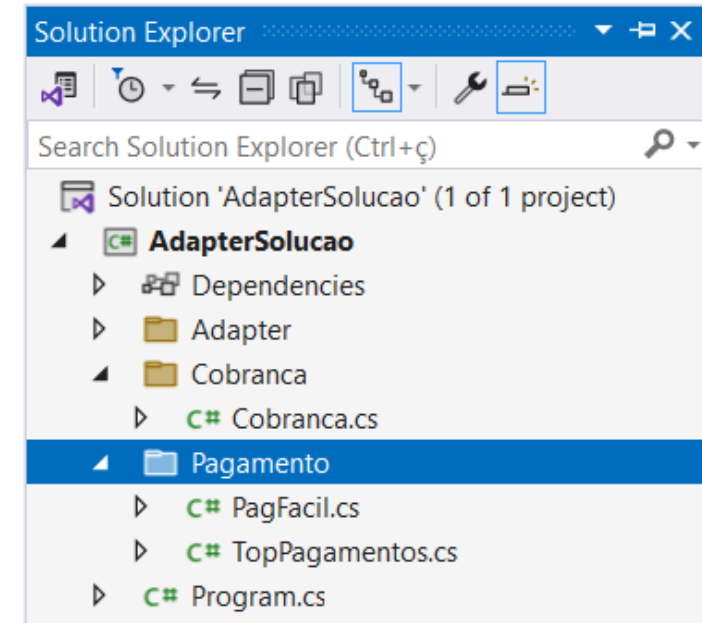 Solution Explorer
Search Solution Explorer (Ctrl+ç)
Solution 'AdapterSolucao' (1 of 1 project)
C# AdapterSolucao
Dependencies
Adapter
Cobranca
C# Cobranca.cs
Pagamento
C# PagFacil.cs
C# TopPagamentos.cs
C# Program.cs